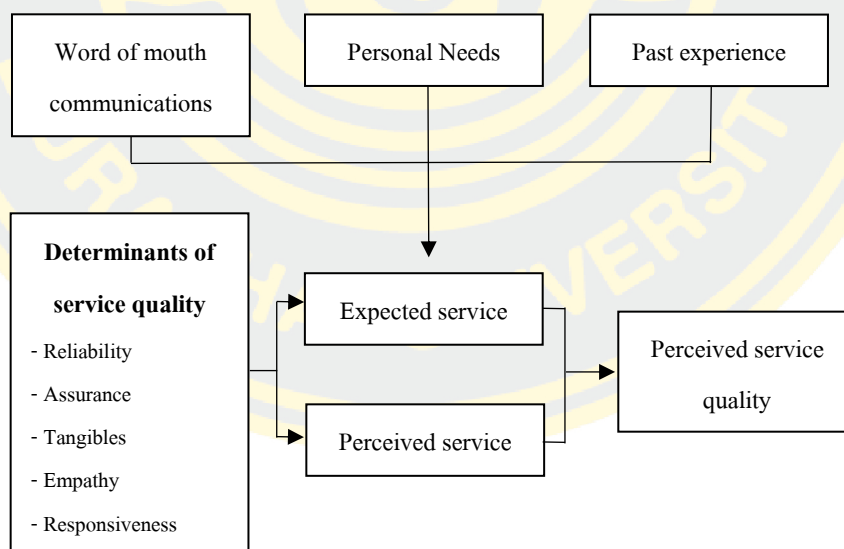 Word of mouth
communications
Personal Needs
Past experience
Determinants of
service quality
- Reliability
- Assurance
- Tangibles
- Empathy
- Responsiveness
Expected service
Perceived service
Perceived service
quality